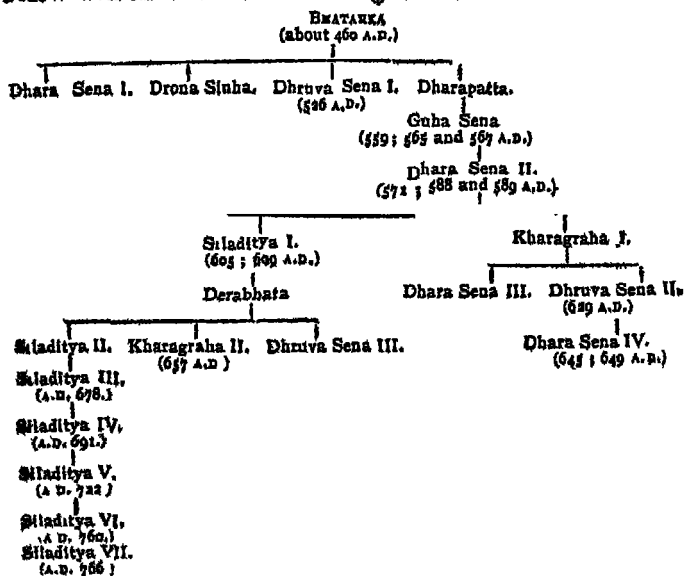 BHATARKA
(about 460 A.D.)
Dhara Sena I. Drona Sinha. Dhruva Sena I. Dharapatta.
(526 A.D.)
Guha Sena
(559; 565 and 567 A.D.)
Dhara Sena II.
(571; 588 and 589 A.D.).
Siladitya I. Kharagraha I.
(605; 609 A.D.)
Derabhata Dhara Sena III. Dhruva Sena II.
(629 A.D.)
Siladitya II. Kharagraha II. Dhruva Sena III. Dhara Sena IV.
(657 A.D) (645; 649 A.D.)
Siladitya III.
(A.D. 678.)
Siladitya IV.
(A.D. 691.)
Siladitya V.
(A D. 722)
Siladitya VI.
(A D. 760.)
Siladitya VII.
(A.D. 766)